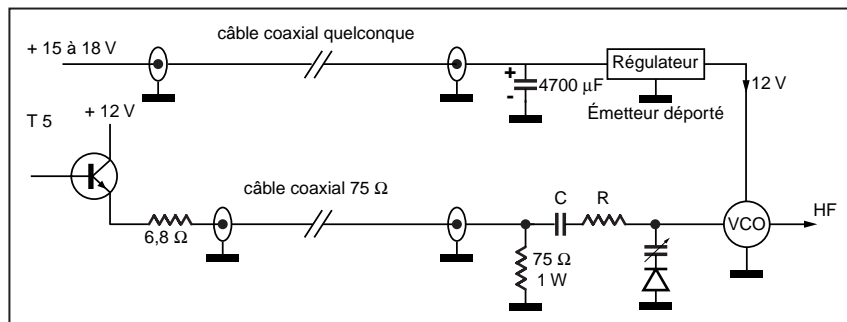 + 15 à 18 V
câble coaxial quelconque
Régulateur
+
-
4700 µF
12 V
Émetteur déporté
+ 12 V
T 5
câble coaxial 75 Ω
C
R
HF
VCO
6,8 Ω
75 Ω
1 W